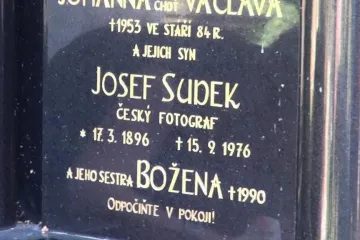 JOHANNA CHOŤ VÁCLAVA
†1953 VE STÁŘÍ 84 R.
A JEJICH SYN
JOSEF SUDEK
ČESKÝ FOTOGRAF
* 17. 3. 1896 † 15. 9. 1976
A JEHO SESTRA BOŽENA †1990
ODPOČIŇTE V POKOJI!